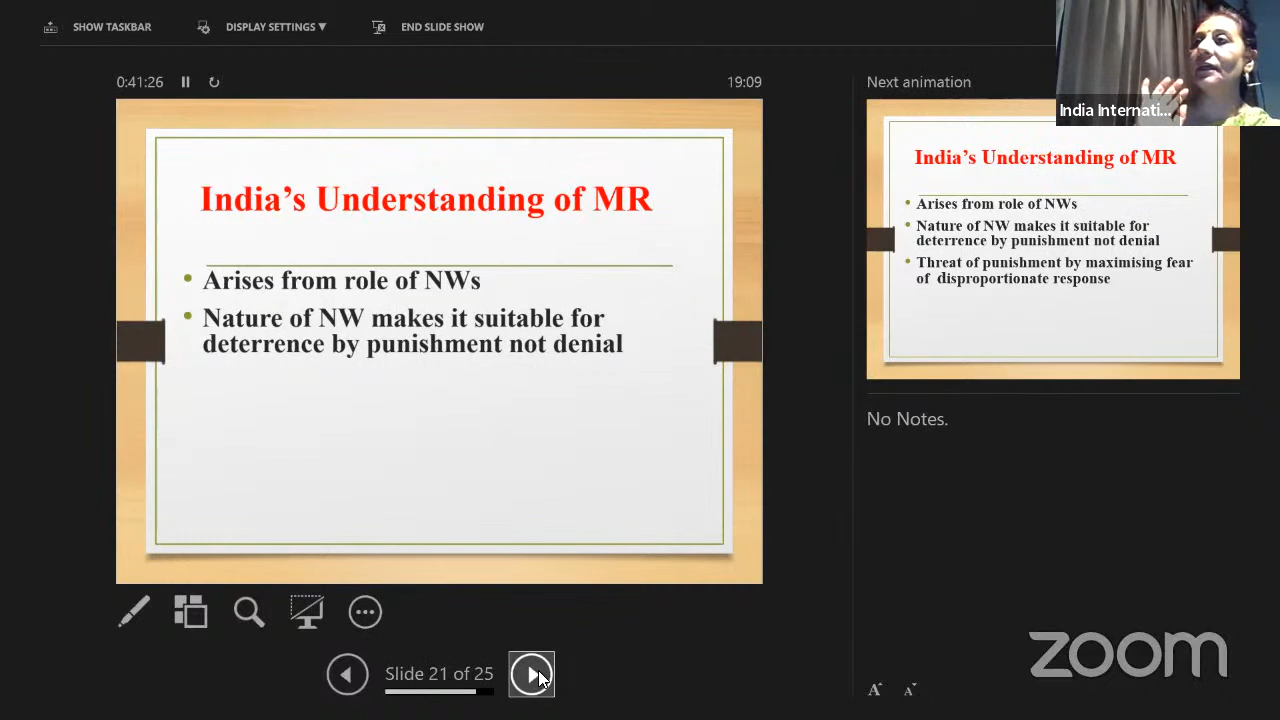 SHOW TASKBAR
DISPLAY SETTINGS ▼
END SLIDE SHOW
0:41:26
19:09
Next animation
India Internati...
India’s Understanding of MR
• Arises from role of NWs
• Nature of NW makes it suitable for
deterrence by punishment not denial
India’s Understanding of MR
• Arises from role of NWs
• Nature of NW makes it suitable for
deterrence by punishment not denial
• Threat of punishment by maximising fear
of disproportionate response
No Notes.
Slide 21 of 25
zoom
A A